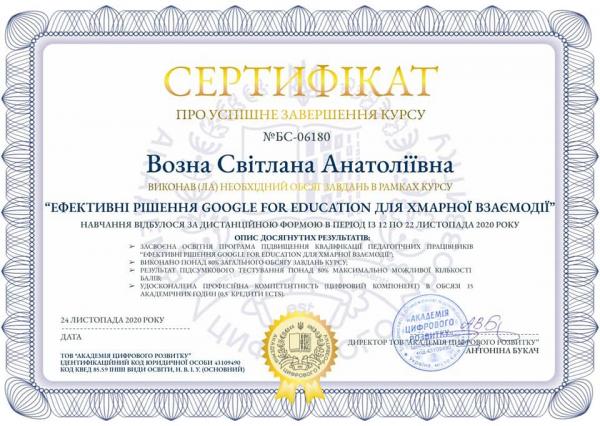 СЕРТИФІКАТ
ПРО УСПІШНЕ ЗАВЕРШЕННЯ КУРСУ
№БС-06180
Возна Світлана Анатоліївна
ВИКОНАВ (ЛА) НЕОБХІДНИЙ ОБСЯГ ЗАВДАНЬ В РАМКАХ КУРСУ
“ЕФЕКТИВНІ РІШЕННЯ GOOGLE FOR EDUCATION ДЛЯ ХМАРНОЇ ВЗАЄМОДІЇ”
НАВЧАННЯ ВІДБУЛОСЯ ЗА ДИСТАНЦІЙНОЮ ФОРМОЮ В ПЕРІОД ІЗ 12 ПО 22 ЛИСТОПАДА 2020 РОКУ
ОПИС ДОСЯГНУТИХ РЕЗУЛЬТАТІВ:
ЗАСВОЄНА ОСВІТНЯ ПРОГРАМА ПІДВИЩЕННЯ КВАЛІФІКАЦІЇ ПЕДАГОГІЧНИХ ПРАЦІВНИКІВ
“ЕФЕКТИВНІ РІШЕННЯ GOOGLE FOR EDUCATION ДЛЯ ХМАРНОЇ ВЗАЄМОДІЇ”;
ВИКОНАНО ПОНАД 80% ЗАГАЛЬНОГО ОБСЯГУ ЗАВДАНЬ КУРСУ;
РЕЗУЛЬТАТ ПІДСУМКОВОГО ТЕСТУВАННЯ ПОНАД 80% МАКСИМАЛЬНО МОЖЛИВОЇ КІЛЬКОСТІ
БАЛІВ;
УДОСКОНАЛЕНА ПРОФЕСІЙНА КОМПЕТЕНТНІСТЬ (ЦИФРОВИЙ КОМПОНЕНТ) В ОБСЯЗІ 15
АКАДЕМІЧНИХ ГОДИН (0,5 КРЕДИТИ ECTS).
24 ЛИСТОПАДА 2020 РОКУ
ДАТА
"АКАДЕМІЯ
ЦИФРОВОГО
РОЗВИТКУ"
ДИРЕКТОР ТОВ "АКАДЕМІЯ ЦИФРОВОГО РОЗВИТКУ"
АНТОНІНА БУКАЧ
ТОВ "АКАДЕМІЯ ЦИФРОВОГО РОЗВИТКУ"
ІДЕНТИФІКАЦІЙНИЙ КОД ЮРИДИЧНОЇ ОСОБИ 43109490
КОД КВЕД 85.59 ІНШІ ВИДИ ОСВІТИ, Н. В. І. У. (ОСНОВНИЙ)